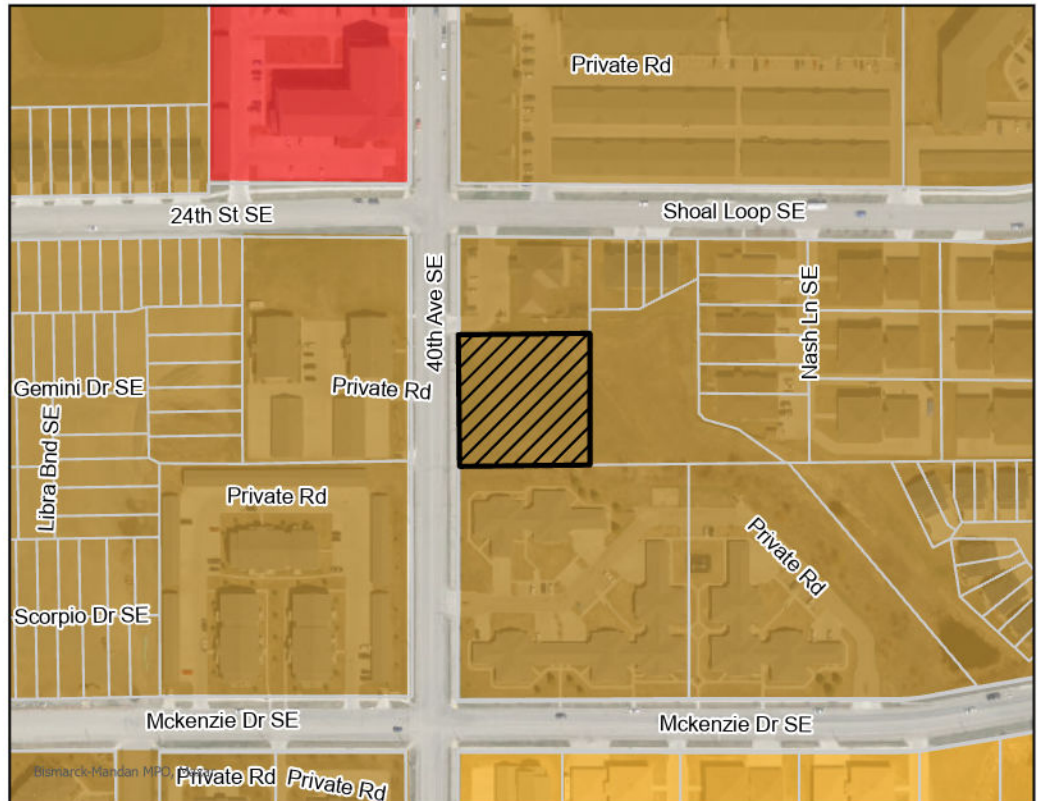 Private Rd
24th St SE
Shoal Loop SE
40th Ave SE
Nash Ln SE
Gemini Dr SE
Private Rd
Libra Bnd SE
Private Rd
Private Rd
Scorpio Dr SE
Mckenzie Dr SE
Mckenzie Dr SE
Bismarck-Mandan MPO,
Private Rd
Private Rd